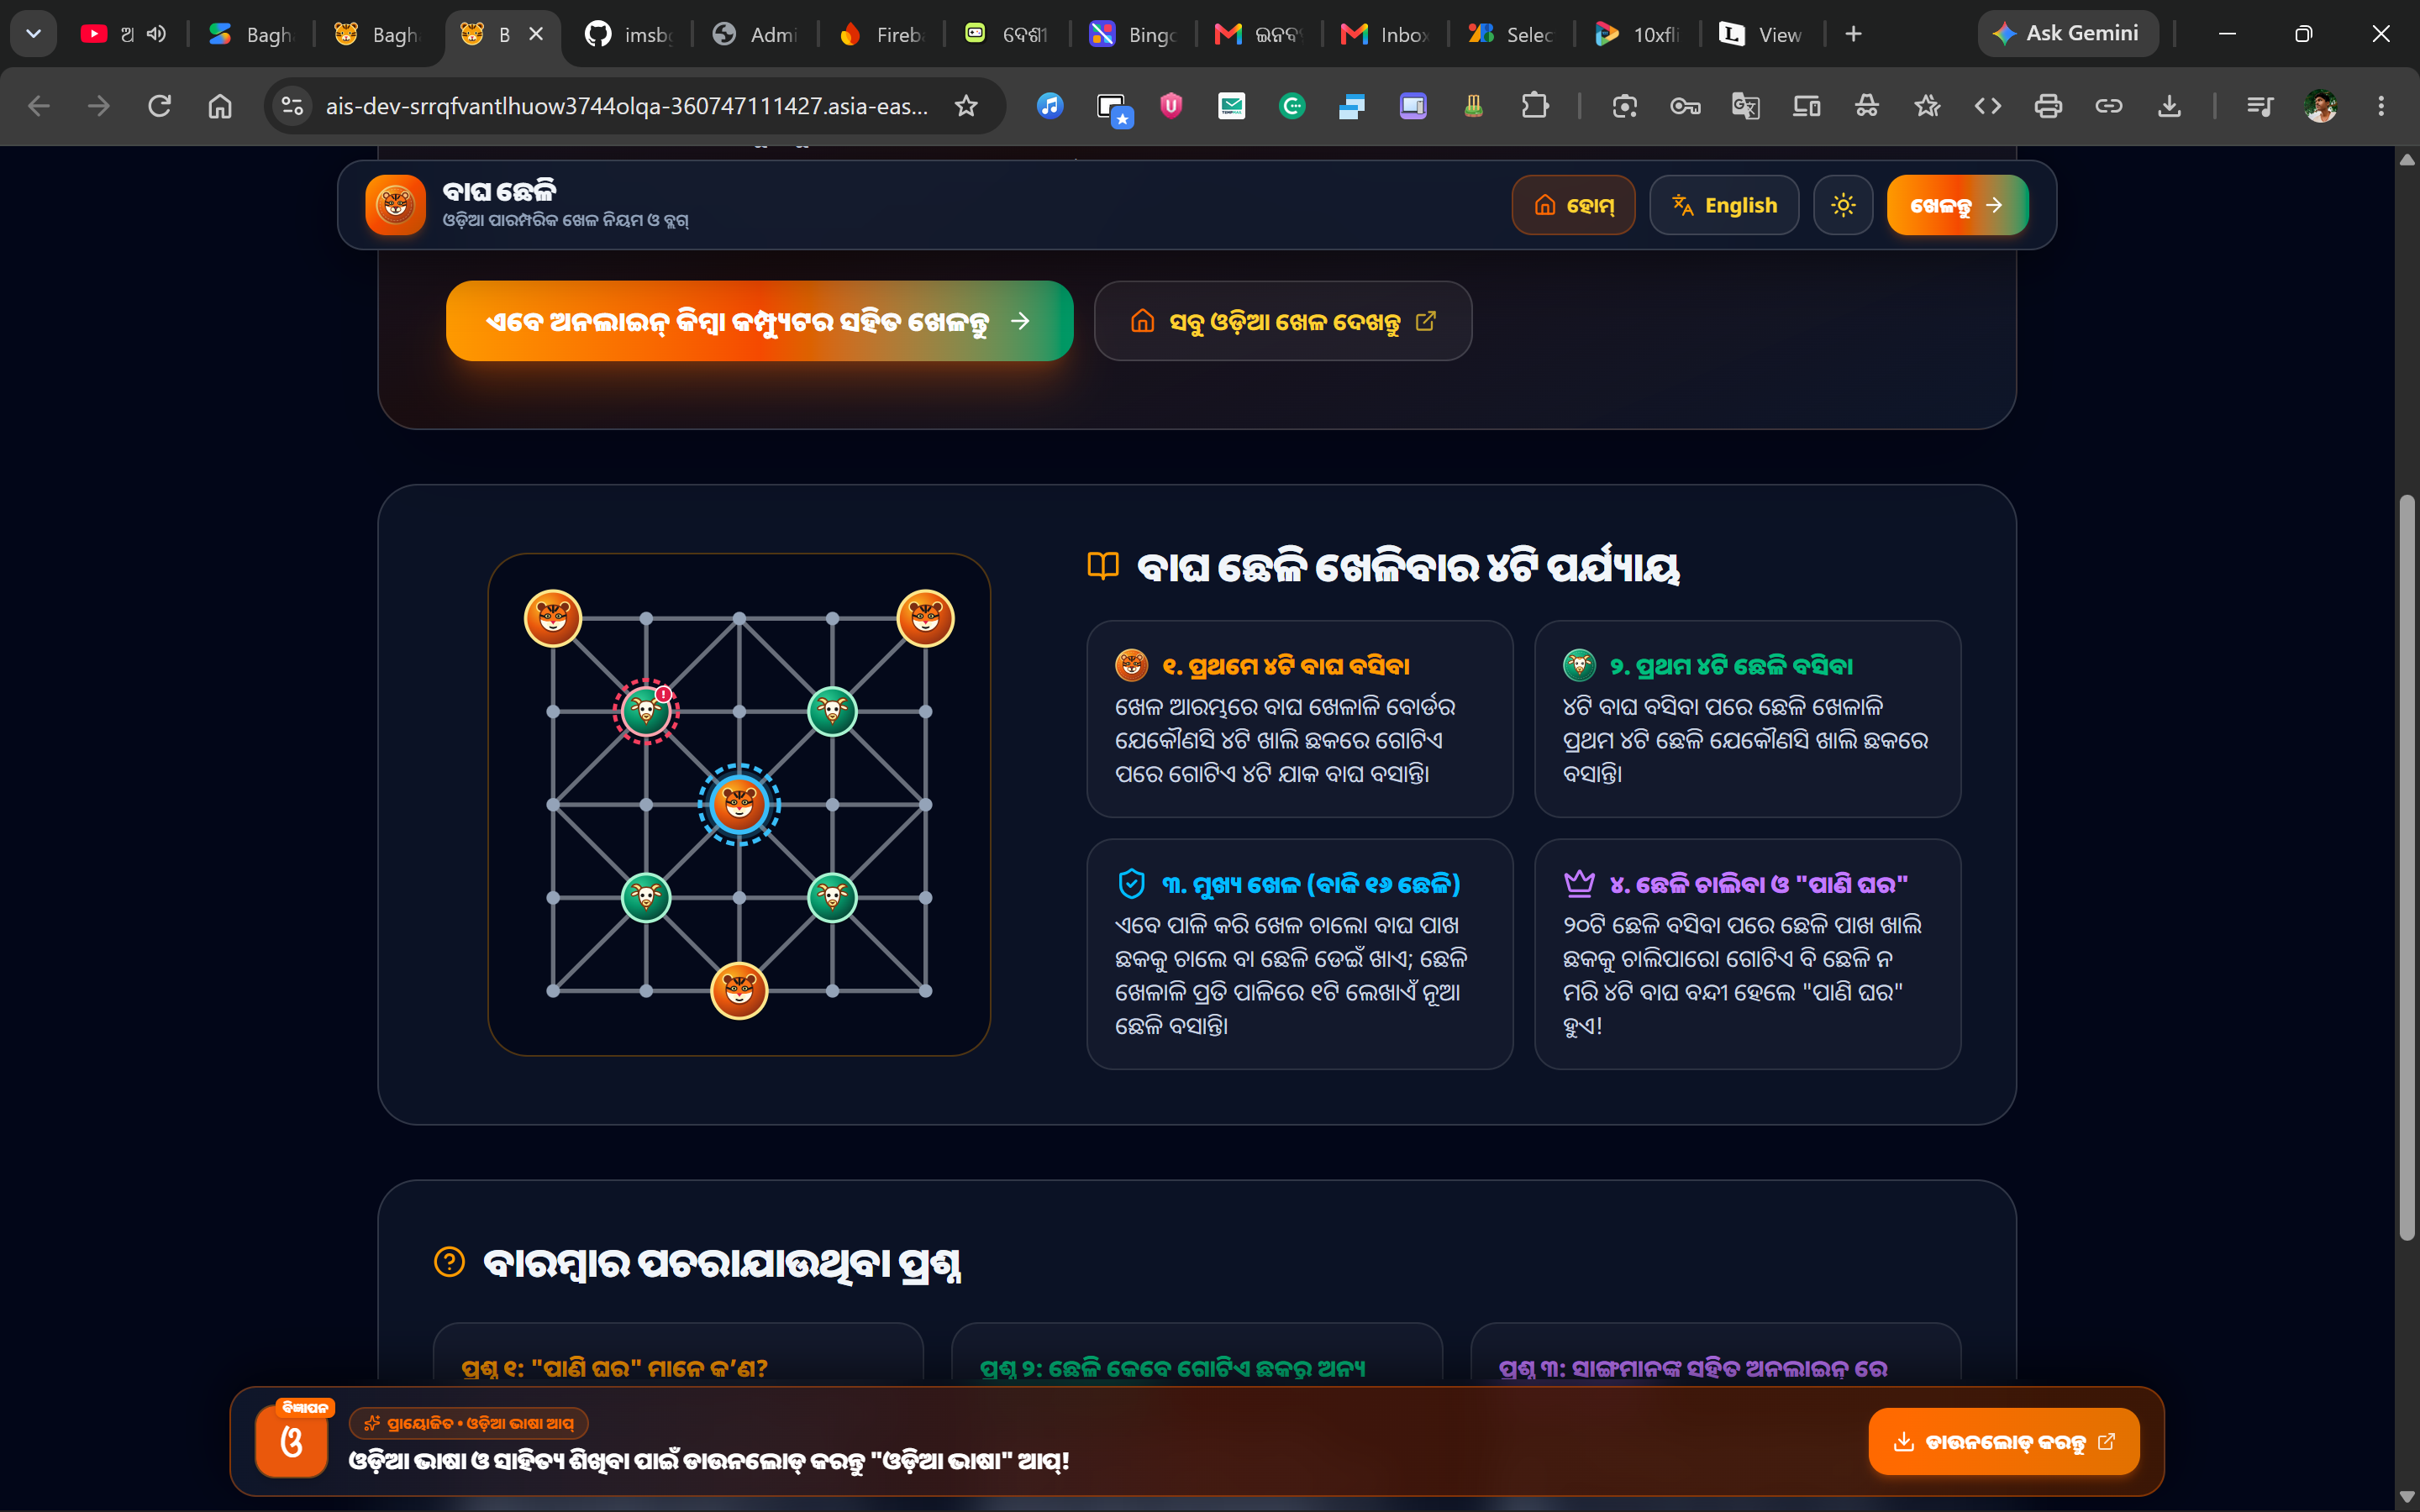 ଅ
Bagh
Bagh
B
imsb
Admi
Fireb
ଦେଶୀ
Bingo
ଇନବ
Inbox
Selec
10xfli
View
Ask Gemini
ais-dev-srrqfvantlhuow3744olqa-360747111427.asia-eas...
ବାଘ ଛେଳି
ଓଡ଼ିଆ ପାରମ୍ପରିକ ଖେଳ ନିୟମ ଓ ବ୍ଲଗ୍
ହୋମ୍
English
ଖେଳନ୍ତୁ
ଏବେ ଅନଲାଇନ୍ କିମ୍ବା କମ୍ପ୍ୟୁଟର ସହିତ ଖେଳନ୍ତୁ
ସବୁ ଓଡ଼ିଆ ଖେଳ ଦେଖନ୍ତୁ
ବାଘ ଛେଳି ଖେଳିବାର ୪ଟି ପର୍ଯ୍ୟାୟ
୧. ପ୍ରଥମେ ୪ଟି ବାଘ ବସିବା
ଖେଳ ଆରମ୍ଭରେ ବାଘ ଖେଳାଳି ବୋର୍ଡର
ଯେକୌଣସି ୪ଟି ଖାଲି ଛକରେ ଗୋଟିଏ
ପରେ ଗୋଟିଏ ୪ଟି ଯାକ ବାଘ ବସାନ୍ତି।
୨. ପ୍ରଥମ ୪ଟି ଛେଳି ବସିବା
୪ଟି ବାଘ ବସିବା ପରେ ଛେଳି ଖେଳାଳି
ପ୍ରଥମ ୪ଟି ଛେଳି ଯେକୌଣସି ଖାଲି ଛକରେ
ବସାନ୍ତି।
୩. ମୁଖ୍ୟ ଖେଳ (ବାକି ୧୬ ଛେଳି)
ଏବେ ପାଳି କରି ଖେଳ ଚାଲେ। ବାଘ ପାଖ
ଛକକୁ ଚାଲେ ବା ଛେଳି ଡେଇଁ ଖାଏ; ଛେଳି
ଖେଳାଳି ପ୍ରତି ପାଳିରେ ୧ଟି ଲେଖାଏଁ ନୂଆ
ଛେଳି ବସାନ୍ତି।
୪. ଛେଳି ଚାଲିବା ଓ "ପାଣି ଘର"
୨୦ଟି ଛେଳି ବସିବା ପରେ ଛେଳି ପାଖ ଖାଲି
ଛକକୁ ଚାଲିପାରେ। ଗୋଟିଏ ବି ଛେଳି ନ
ମରି ୪ଟି ବାଘ ବନ୍ଦୀ ହେଲେ "ପାଣି ଘର"
ହୁଏ!
ବାରମ୍ବାର ପଚରାଯାଉଥିବା ପ୍ରଶ୍ନ
ପ୍ରଶ୍ନ ୧: "ପାଣି ଘର" ମାନେ କ'ଣ?
ପ୍ରଶ୍ନ ୨: ଛେଳି କେବେ ଗୋଟିଏ ଛକରୁ ଅନ୍ୟ
ପ୍ରଶ୍ନ ୩: ସାଙ୍ଗମାନଙ୍କ ସହିତ ଅନଲାଇନ୍ ରେ
ବିଜ୍ଞାପନ
ଓ
ପ୍ରାୟୋଜିତ • ଓଡ଼ିଆ ଭାଷା ଆପ୍
ଓଡ଼ିଆ ଭାଷା ଓ ସାହିତ୍ୟ ଶିଖିବା ପାଇଁ ଡାଉନଲୋଡ୍ କରନ୍ତୁ "ଓଡ଼ିଆ ଭାଷା" ଆପ୍!
ଡାଉନଲୋଡ୍ କରନ୍ତୁ